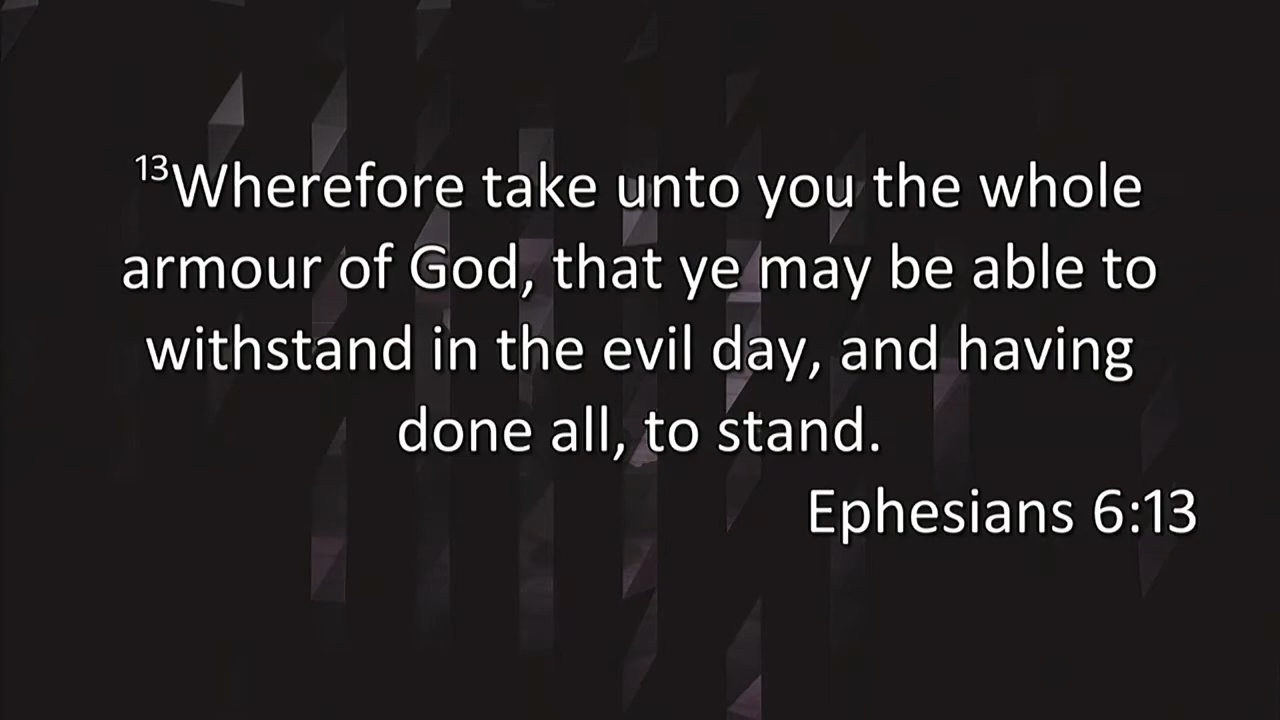 ¹³Wherefore take unto you the whole
armour of God, that ye may be able to
withstand in the evil day, and having
done all, to stand.
Ephesians 6:13